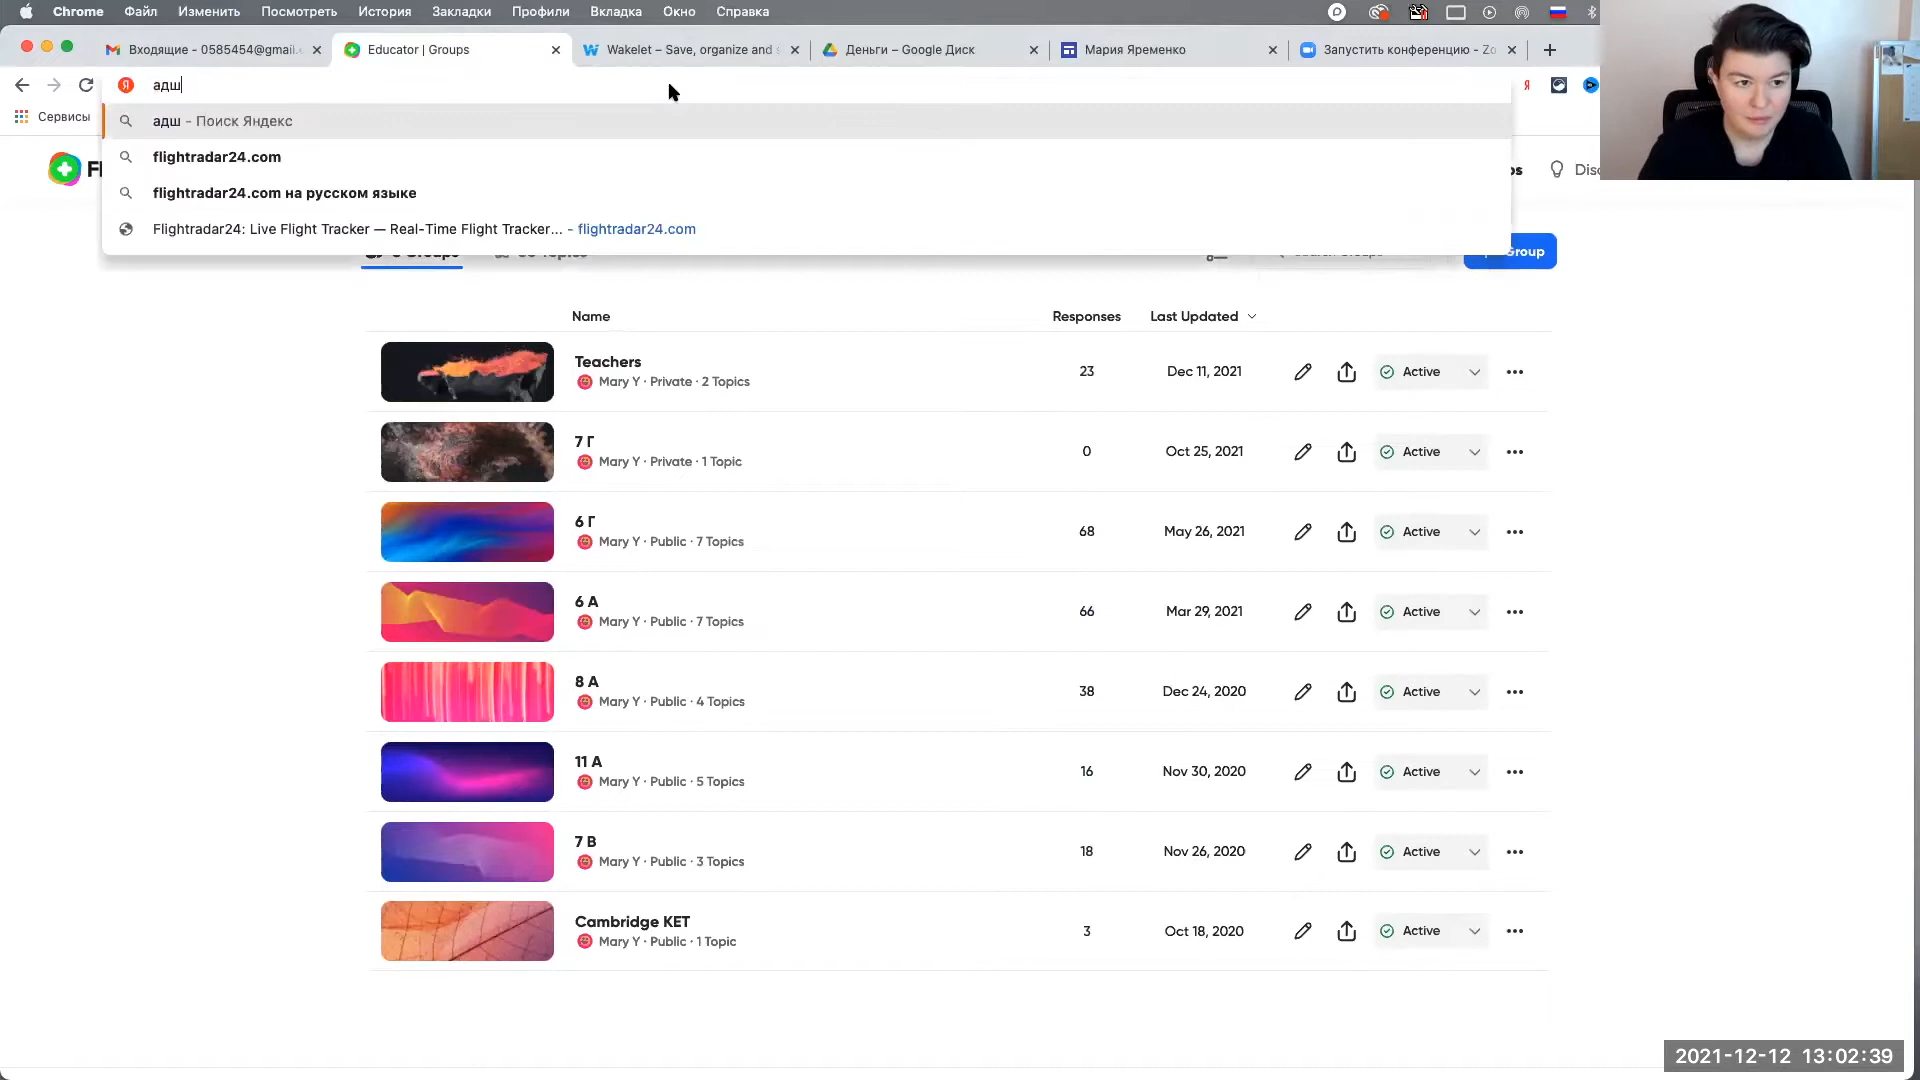 Chrome Файл Изменить Посмотреть История Закладки Профили Вкладка Окно Справка
Входящие - 0585454@gmail. Educator | Groups Wakelet – Save, organize and Деньги – Google Диск Мария Яременко Запустить конференцию - Zo
адш
Сервисы
адш - Поиск Яндекс
flightradar24.com
flightradar24.com на русском языке
Flightradar24: Live Flight Tracker — Real-Time Flight Tracker... - flightradar24.com
Group
Name Responses Last Updated
Teachers
Mary Y · Private · 2 Topics 23 Dec 11, 2021 Active
7 Г
Mary Y · Private · 1 Topic 0 Oct 25, 2021 Active
6 Г
Mary Y · Public · 7 Topics 68 May 26, 2021 Active
6 А
Mary Y · Public · 7 Topics 66 Mar 29, 2021 Active
8 А
Mary Y · Public · 4 Topics 38 Dec 24, 2020 Active
11 А
Mary Y · Public · 5 Topics 16 Nov 30, 2020 Active
7 В
Mary Y · Public · 3 Topics 18 Nov 26, 2020 Active
Cambridge KET
Mary Y · Public · 1 Topic 3 Oct 18, 2020 Active
2021-12-12 13:02:39